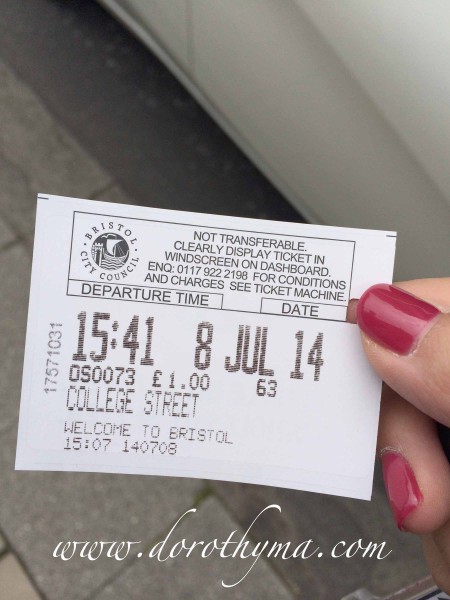 BRISTOL
CITY COUNCIL
NOT TRANSFERABLE.
CLEARLY DISPLAY TICKET IN
WINDSCREEN ON DASHBOARD.
ENQ: 0117 922 2198 FOR CONDITIONS
AND CHARGES SEE TICKET MACHINE.
DEPARTURE TIME DATE
15:41 8 JUL 14
OS0073 £1.00 63
COLLEGE STREET
WELCOME TO BRISTOL
15:07 140708
17571031
www.dorothyma.com